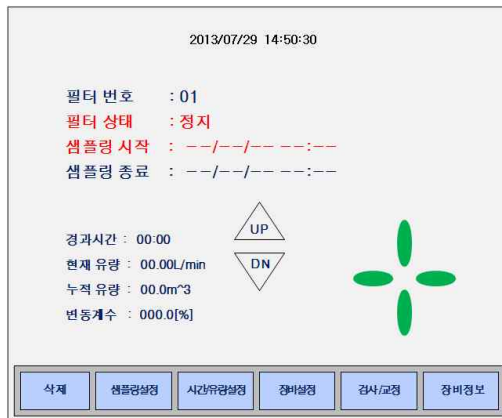 2013/07/29 14:50:30
필터 번호 : 01
필터 상태 : 정지
샘플링 시작 : --/--/-- --:--
샘플링 종료 : --/--/-- --:--
경과시간 : 00:00
현재 유량 : 00.00L/min
누적 유량 : 00.0m^3
변동계수 : 000.0[%]
UP
DN
삭제 샘플링설정 시간/유량설정 장비설정 검사/교정 장비정보